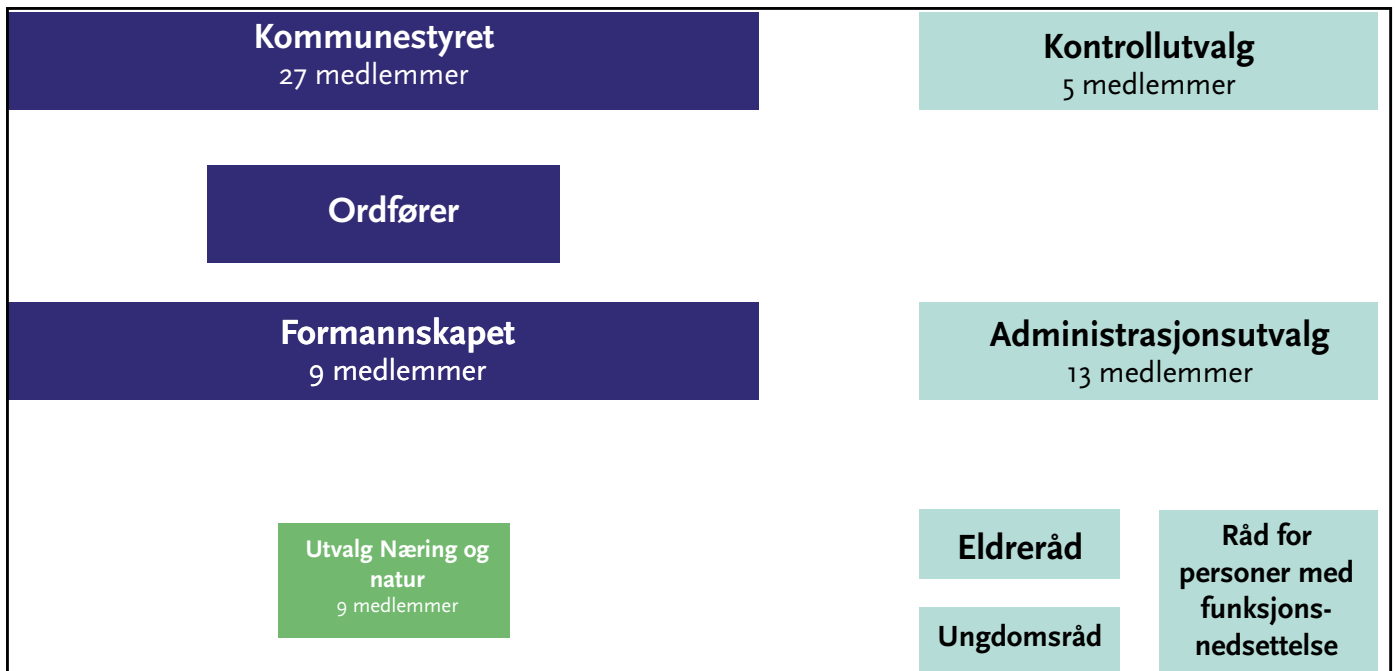 Kommunestyret
27 medlemmer
Kontrollutvalg
5 medlemmer
Ordfører
Formannskapet
9 medlemmer
Administrasjonsutvalg
13 medlemmer
Utvalg Næring og
natur
9 medlemmer
Eldreråd
Ungdomsråd
Råd for
personer med
funksjons-
nedsettelse